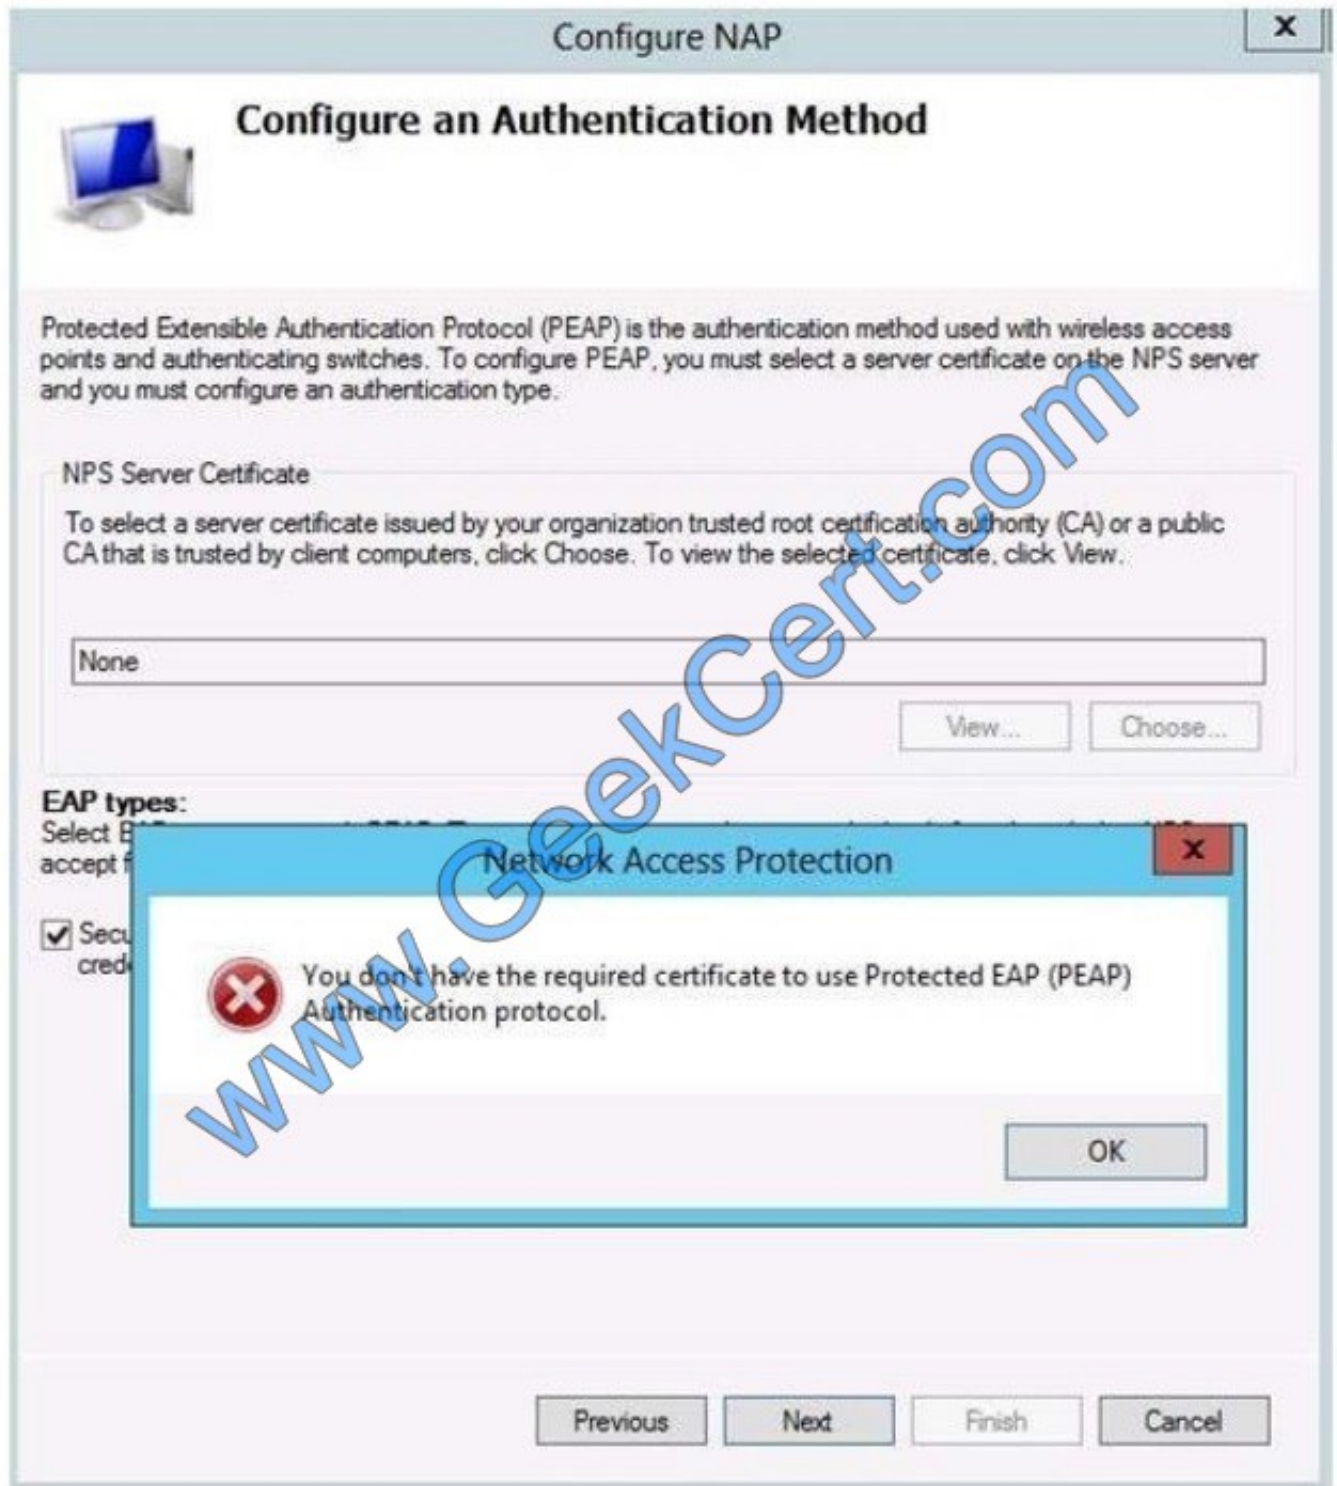 Configure NAP
x
Configure an Authentication Method
Protected Extensible Authentication Protocol (PEAP) is the authentication method used with wireless access
points and authenticating switches. To configure PEAP, you must select a server certificate on the NPS server
and you must configure an authentication type.
NPS Server Certificate
To select a server certificate issued by your organization trusted root certification authority (CA) or a public
CA that is trusted by client computers, click Choose. To view the selected certificate, click View.
None
View...
Choose...
EAP types:
Select
accept
Network Access Protection
x
You don't have the required certificate to use Protected EAP (PEAP)
Authentication protocol.
OK
Previous
Next
Finish
Cancel
www.GeekCert.com